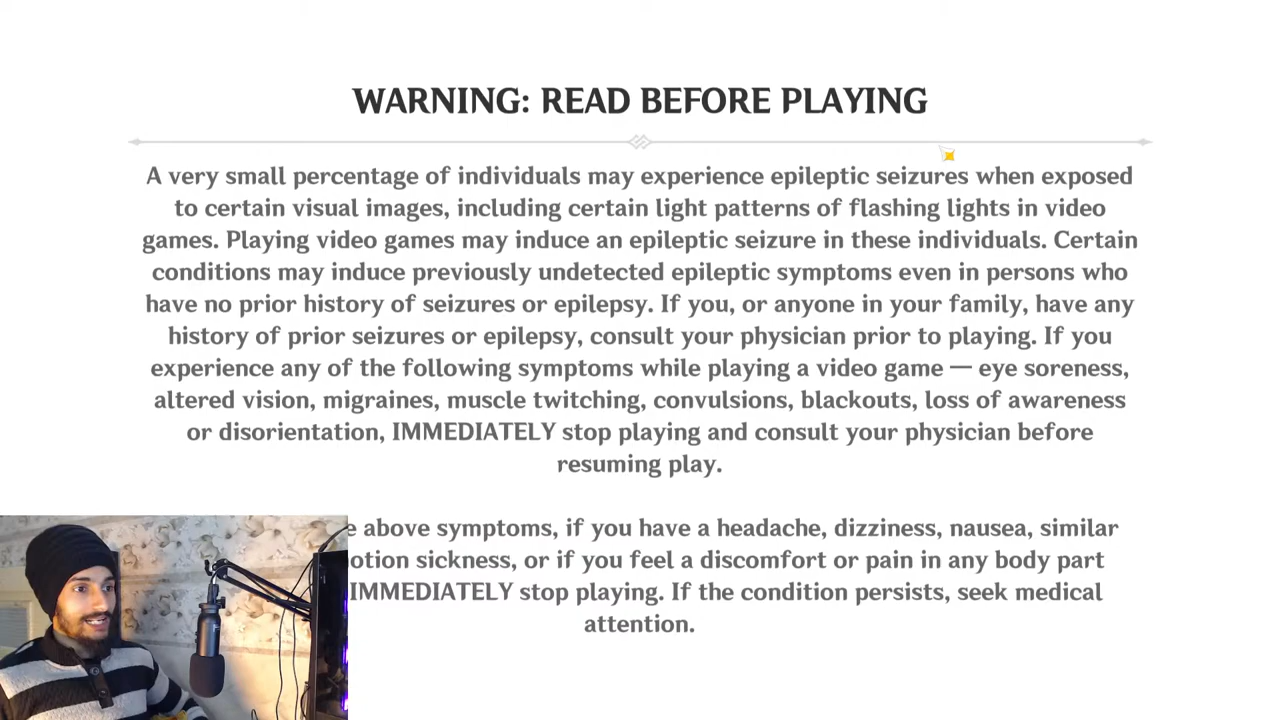 WARNING: READ BEFORE PLAYING
A very small percentage of individuals may experience epileptic seizures when exposed
to certain visual images, including certain light patterns of flashing lights in video
games. Playing video games may induce an epileptic seizure in these individuals. Certain
conditions may induce previously undetected epileptic symptoms even in persons who
have no prior history of seizures or epilepsy. If you, or anyone in your family, have any
history of prior seizures or epilepsy, consult your physician prior to playing. If you
experience any of the following symptoms while playing a video game — eye soreness,
altered vision, migraines, muscle twitching, convulsions, blackouts, loss of awareness
or disorientation, IMMEDIATELY stop playing and consult your physician before
resuming play.
above symptoms, if you have a headache, dizziness, nausea, similar
sickness, or if you feel a discomfort or pain in any body part
IMMEDIATELY stop playing. If the condition persists, seek medical
attention.